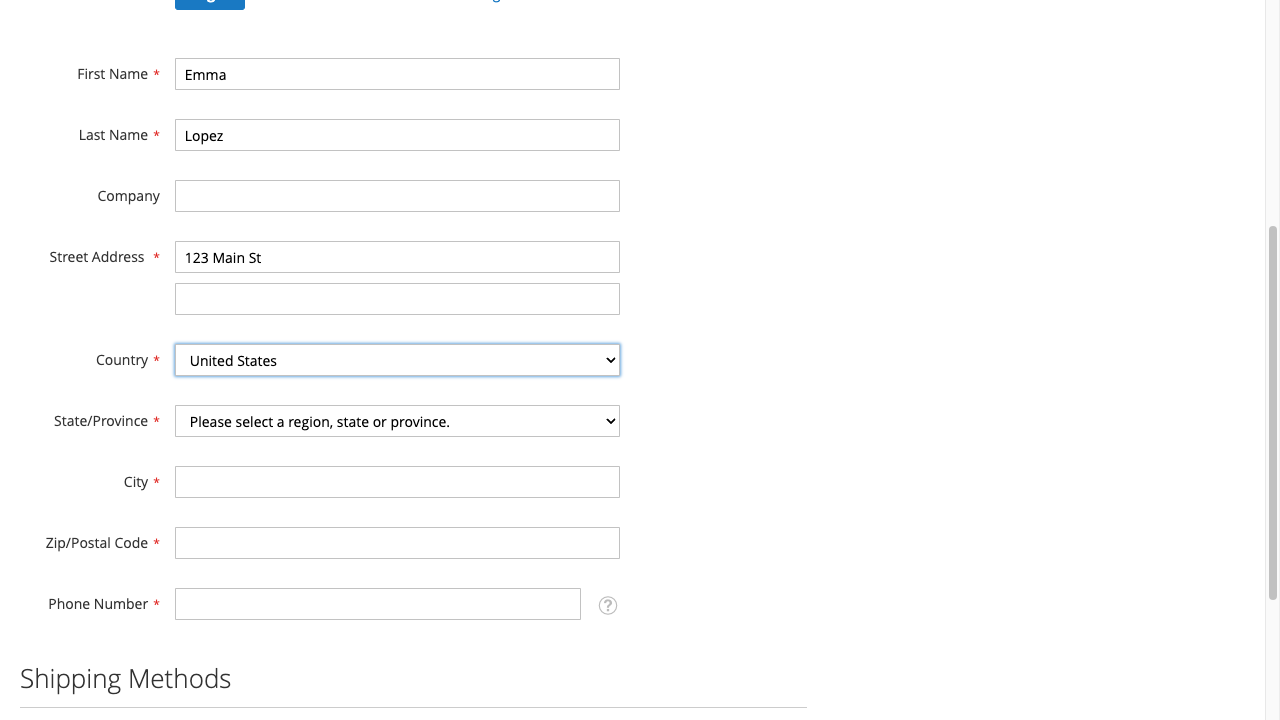 First Name *
Emma
Last Name *
Lopez
Company
Street Address *
123 Main St
Country *
United States
State/Province *
Please select a region, state or province.
City *
Zip/Postal Code *
Phone Number *
?
Shipping Methods